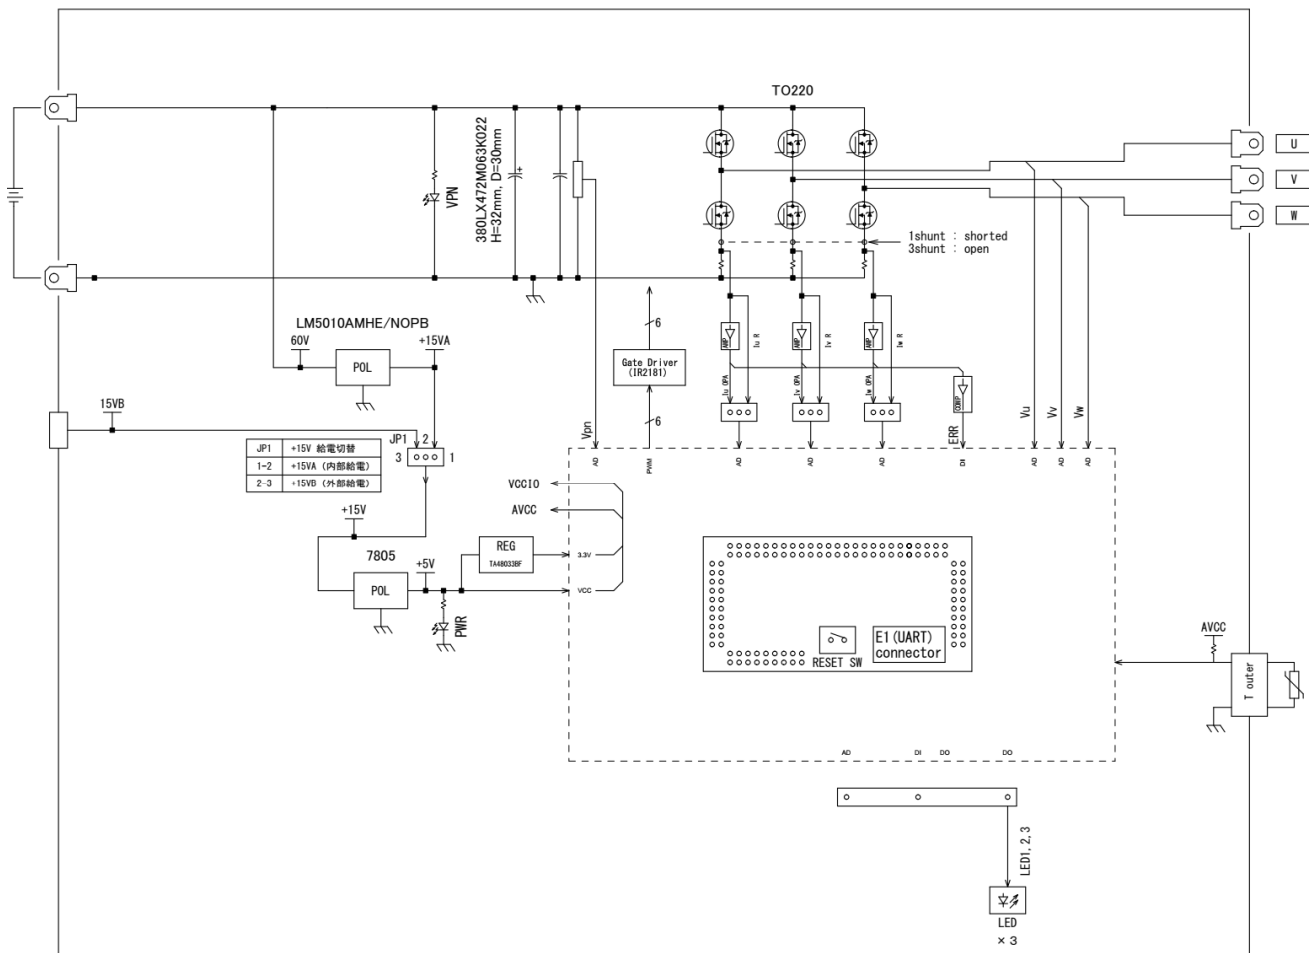 TO220
U
V
W
380LX472M063K022
H=32mm, D=30mm
VPN
1shunt : shorted
3shunt : open
LM5010AMHE/NOPB
60V
+15VA
POL
6
Gate Driver
(IR2181)
6
AMP
Iu R
AMP
Iv R
AMP
Iw R
Iu OPA
Iv OPA
Iw OPA
COMP
15VB
JP1
2
3
1
JP1 +15V 給電切替
1-2 +15VA (内部給電)
2-3 +15VB (外部給電)
Vpn
ERR
Vu
Vv
Vw
AD
PWM
AD
AD
AD
DI
AD
AD
AD
VCCIO
AVCC
+15V
7805
+5V
POL
REG
TA48033BF
3.3V
VCC
PWR
RESET SW
E1(UART)
connector
AVCC
T outer
AD
DI
DO
DO
LED1,2,3
LED
×3